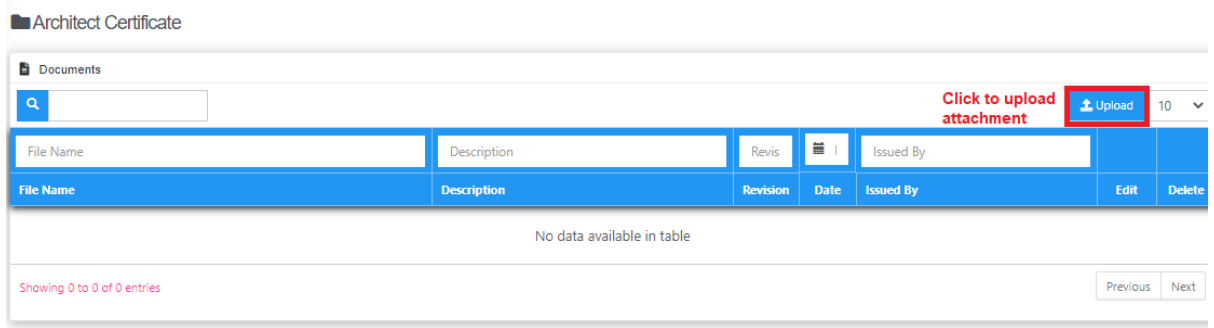 Architect Certificate
Documents
Click to upload
attachment
Upload
10
File Name
Description
Revis
Issued By
File Name
Description
Revision
Date
Issued By
Edit
Delete
No data available in table
Showing 0 to 0 of 0 entries
Previous
Next